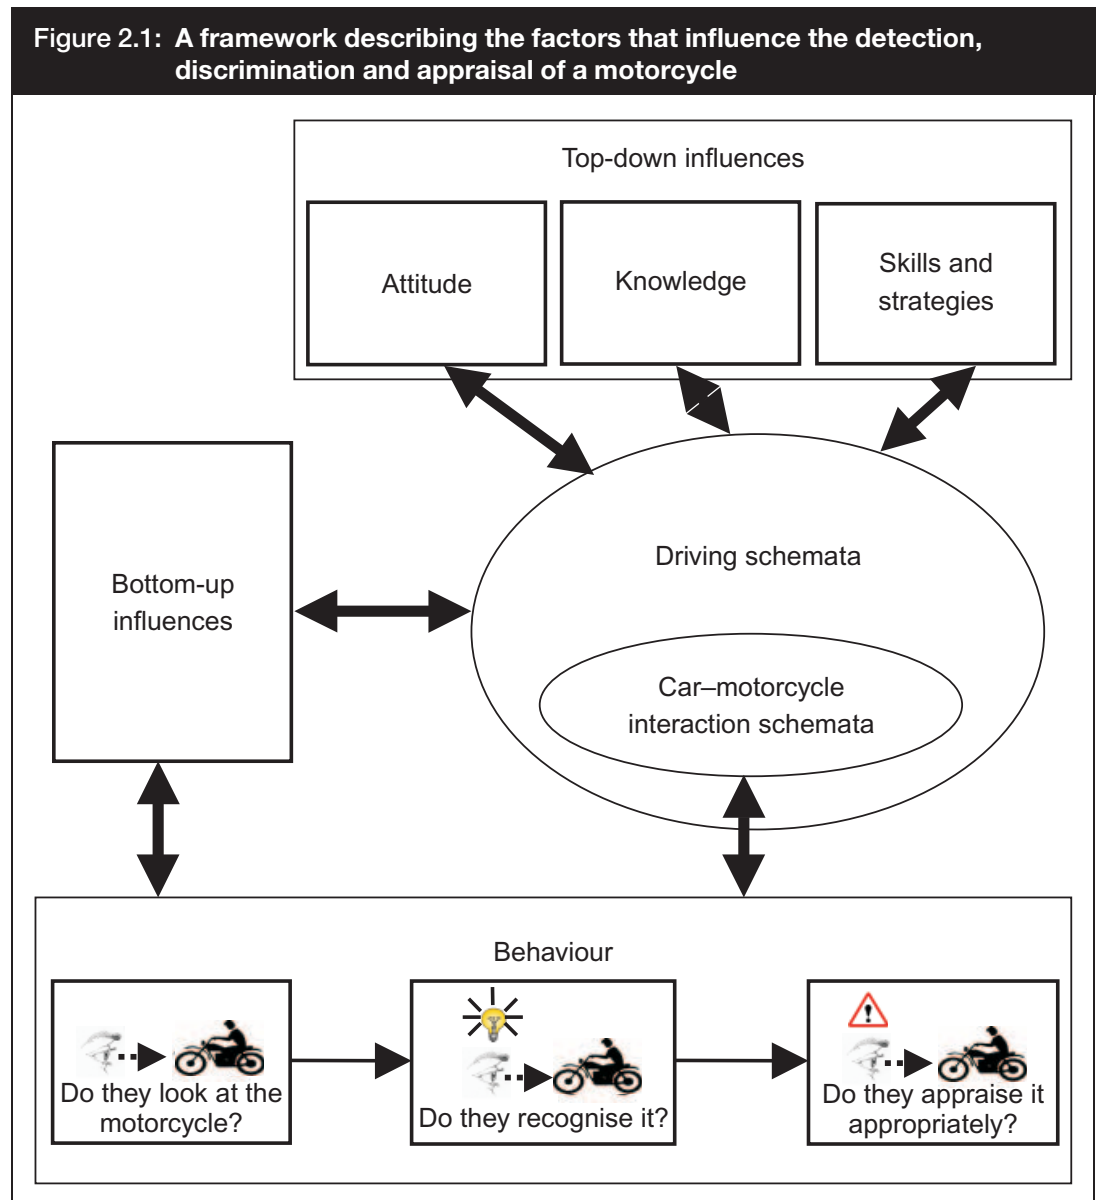 Figure 2.1: A framework describing the factors that influence the detection,
discrimination and appraisal of a motorcycle
Top-down influences
Attitude
Knowledge
Skills and
strategies
Bottom-up
influences
Driving schemata
Car–motorcycle
interaction schemata
Behaviour
Do they look at the
motorcycle?
Do they recognise it?
Do they appraise it
appropriately?